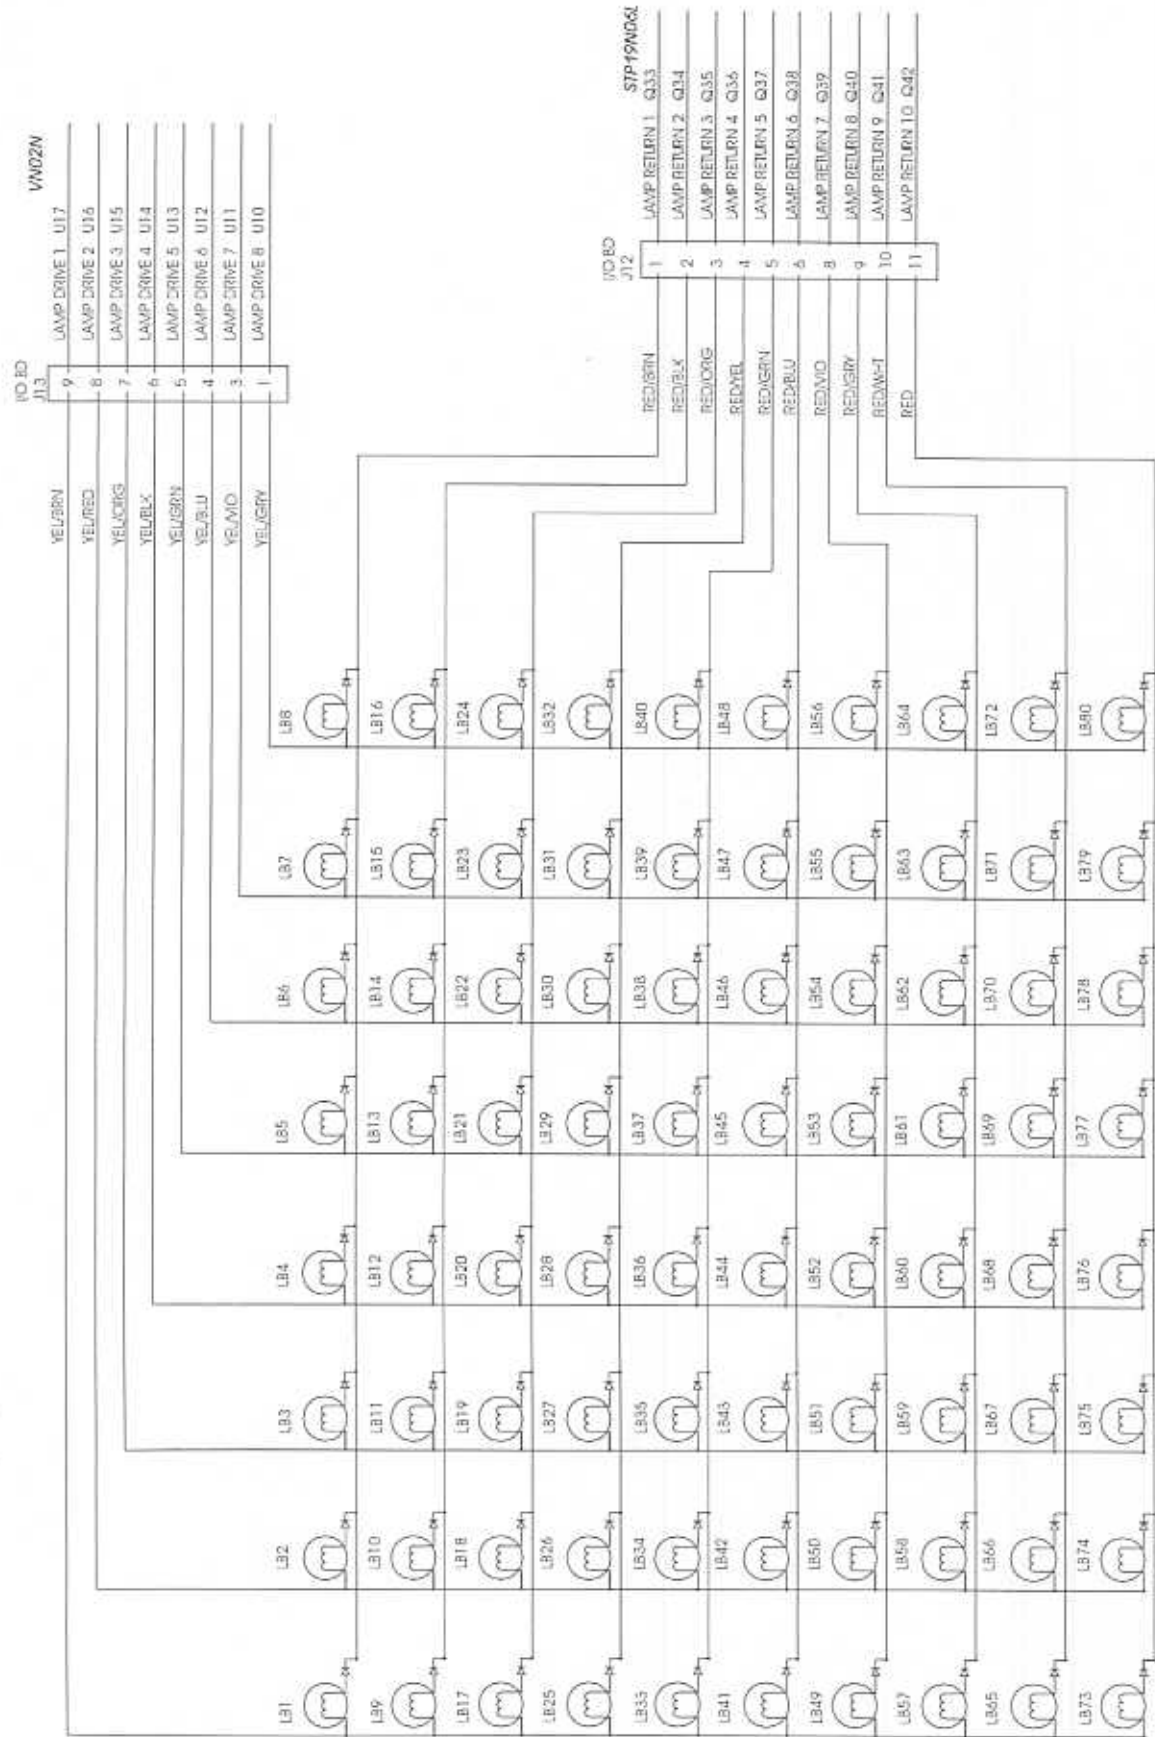 VN02N
I/O BD
J13
9 LAMP DRIVE 1 U17
8 LAMP DRIVE 2 U16
7 LAMP DRIVE 3 U15
6 LAMP DRIVE 4 U14
5 LAMP DRIVE 5 U13
4 LAMP DRIVE 6 U12
3 LAMP DRIVE 7 U11
1 LAMP DRIVE 8 U10
YEL/BRN
YEL/RED
YEL/ORG
YEL/BLK
YEL/GRN
YEL/BLU
YEL/VIO
YEL/GRY
STP19N06L
I/O BD
J12
1 LAMP RETURN 1 Q33
2 LAMP RETURN 2 Q34
3 LAMP RETURN 3 Q35
4 LAMP RETURN 4 Q36
5 LAMP RETURN 5 Q37
6 LAMP RETURN 6 Q38
8 LAMP RETURN 7 Q39
9 LAMP RETURN 8 Q40
10 LAMP RETURN 9 Q41
11 LAMP RETURN 10 Q42
RED/BRN
RED/BLK
RED/ORG
RED/YEL
RED/GRN
RED/BLU
RED/VIO
RED/GRY
RED/WHT
RED
LB1 LB2 LB3 LB4 LB5 LB6 LB7 LB8
LB9 LB10 LB11 LB12 LB13 LB14 LB15 LB16
LB17 LB18 LB19 LB20 LB21 LB22 LB23 LB24
LB25 LB26 LB27 LB28 LB29 LB30 LB31 LB32
LB33 LB34 LB35 LB36 LB37 LB38 LB39 LB40
LB41 LB42 LB43 LB44 LB45 LB46 LB47 LB48
LB49 LB50 LB51 LB52 LB53 LB54 LB55 LB56
LB57 LB58 LB59 LB60 LB61 LB62 LB63 LB64
LB65 LB66 LB67 LB68 LB69 LB70 LB71 LB72
LB73 LB74 LB75 LB76 LB77 LB78 LB79 LB80